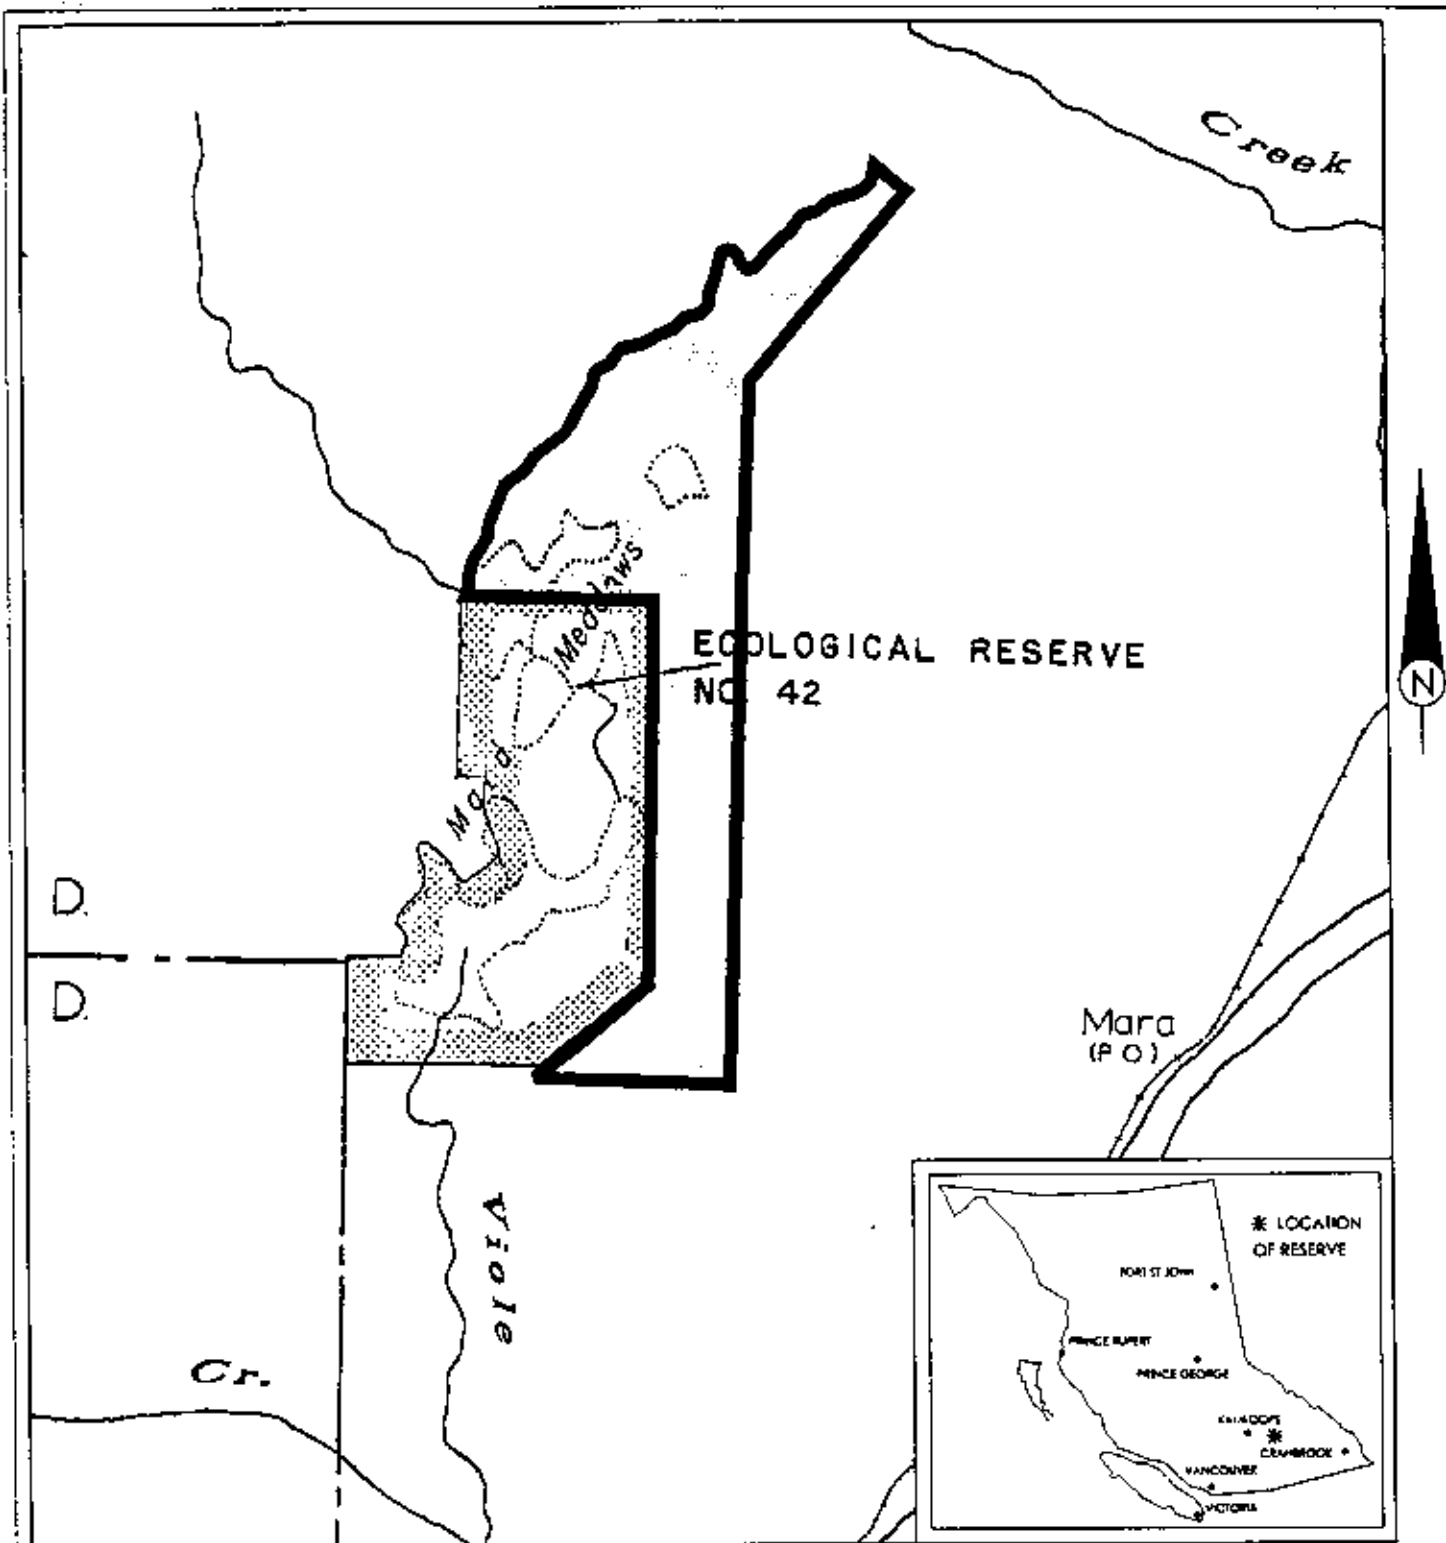 Creek
Meadows
ECOLOGICAL RESERVE
NO. 42
Mara
D.
D.
Mara
(P O)
N
Viole
Cr.
✳ LOCATION
OF RESERVE
FORT ST JOHN
PRINCE RUPERT
PRINCE GEORGE
KAMLOOPS
CRANBROOK
VANCOUVER
VICTORIA